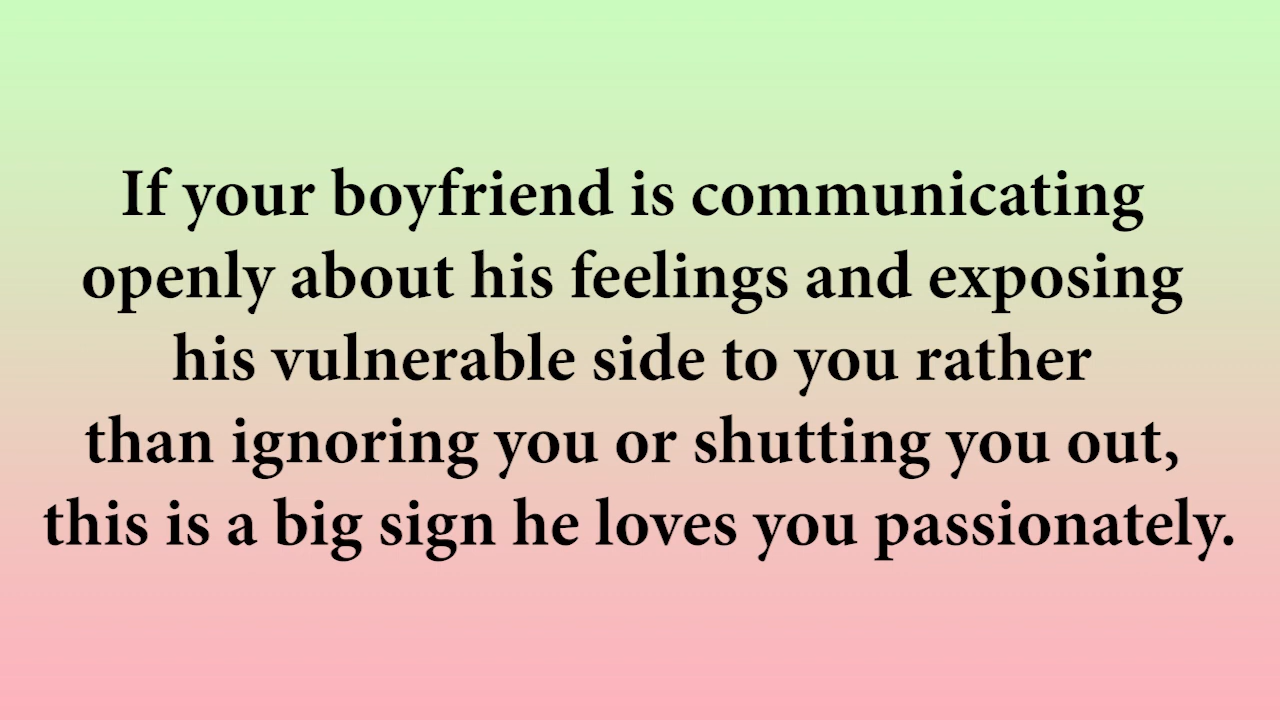 If your boyfriend is communicating
openly about his feelings and exposing
his vulnerable side to you rather
than ignoring you or shutting you out,
this is a big sign he loves you passionately.